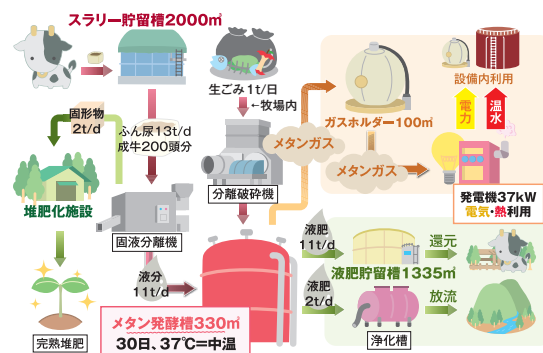 スラリー貯留槽2000㎥
生ごみ1t/日
←牧場内
固形物
2t/d
ふん尿13t/d
成牛200頭分
堆肥化施設
固液分離機
分離破砕機
液分
11t/d
完熟堆肥
メタン発酵槽330㎥
30日、37℃=中温
メタンガス
ガスホルダー100㎥
メタンガス
設備内利用
電力
温水
発電機37kW
電気・熱利用
液肥
11t/d
還元
液肥貯留槽1335㎥
液肥
2t/d
放流
浄化槽